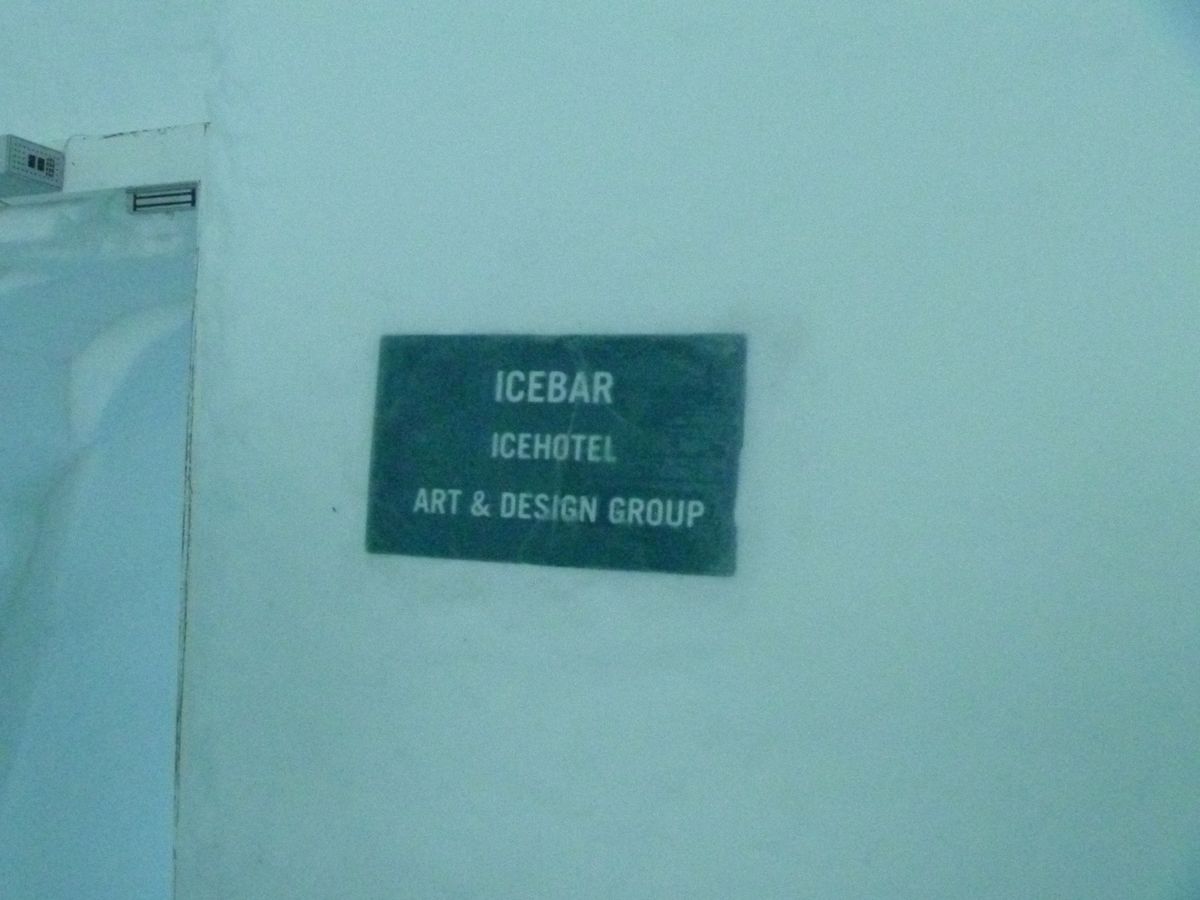 ICEBAR
ICEHOTEL
ART & DESIGN GROUP